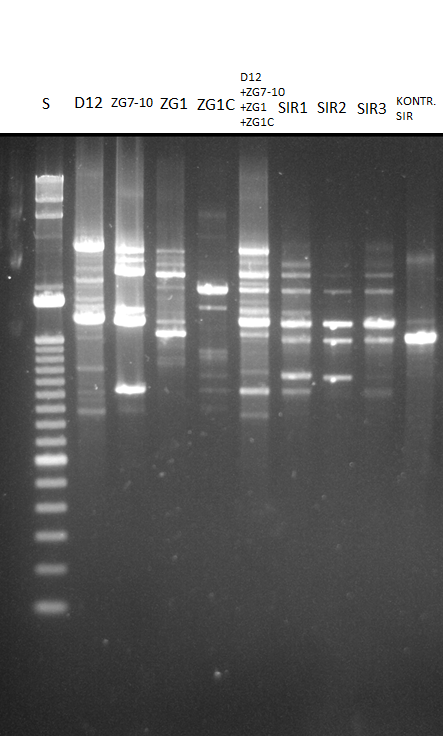 S
D12
ZG7-10
ZG1
ZG1C
D12
+ZG7-10
+ZG1
+ZG1C
SIR1
SIR2
SIR3
KONTR.
SIR